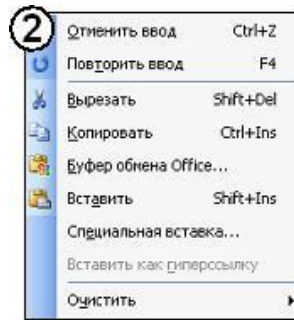 2
Отменить ввод Ctrl+Z
Повторить ввод F4
Вырезать Shift+Del
Копировать Ctrl+Ins
Буфер обмена Office...
Вставить Shift+Ins
Специальная вставка...
Вставить как гиперссылку
Очистить